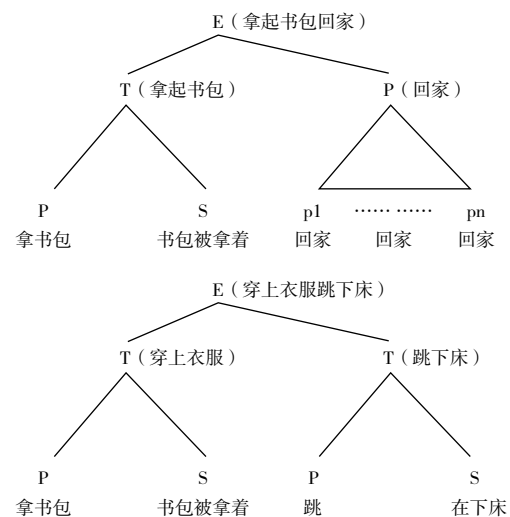 E（拿起书包回家）
T（拿起书包） P（回家）
P S p1 …… …… pn
拿书包 书包被拿着 回家 回家 回家
E（穿上衣服跳下床）
T（穿上衣服） T（跳下床）
P S P S
拿书包 书包被拿着 跳 在下床